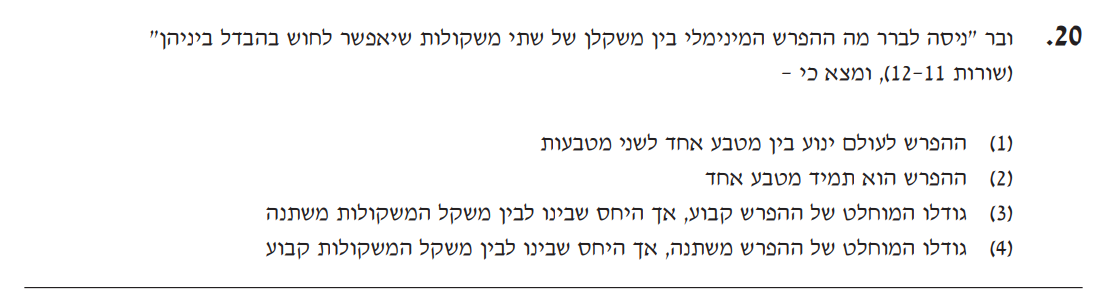 20. ובר "ניסה לברר מה ההפרש המינימלי בין משקלן של שתי משקולות שיאפשר לחוש בהבדל ביניהן"
(שורות 11-12), ומצא כי -
(1) ההפרש לעולם ינוע בין מטבע אחד לשני מטבעות
(2) ההפרש הוא תמיד מטבע אחד
(3) גודלו המוחלט של ההפרש קבוע, אך היחס שבינו לבין משקל המשקולות משתנה
(4) גודלו המוחלט של ההפרש משתנה, אך היחס שבינו לבין משקל המשקולות קבוע